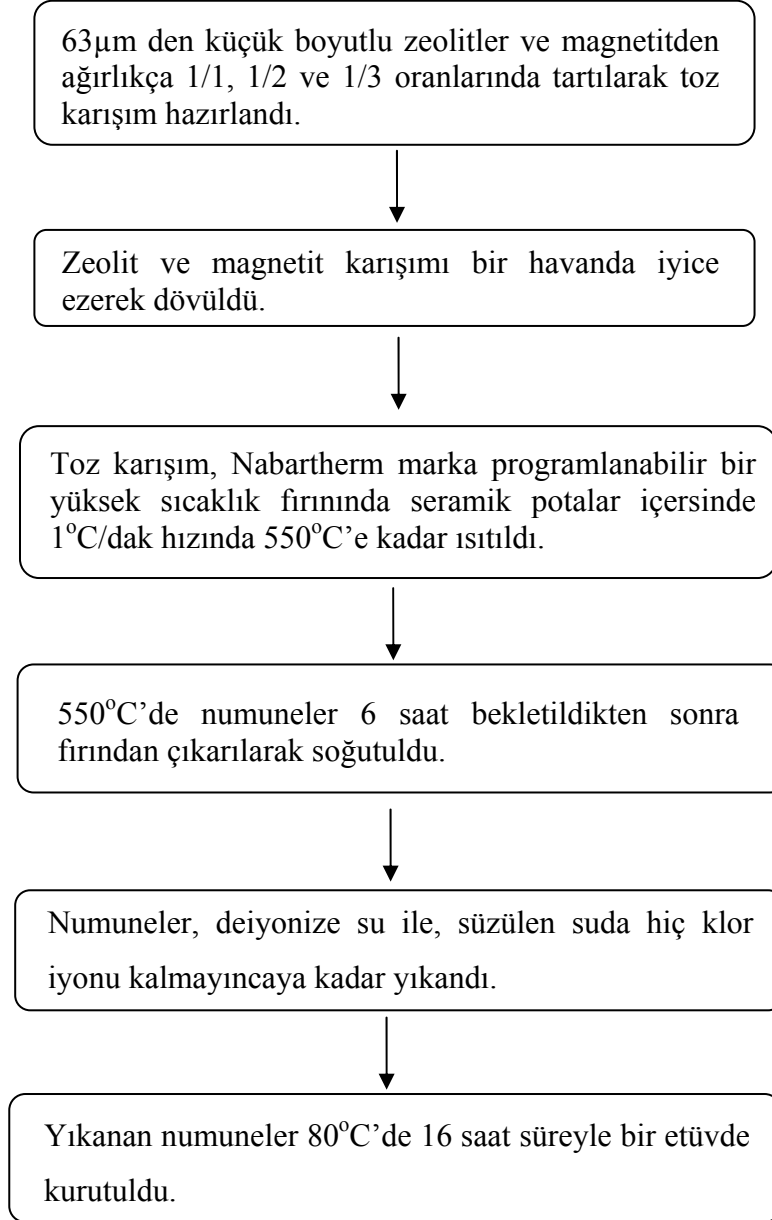 63µm den küçük boyutlu zeolitler ve magnetitden
ağırlıkça 1/1, 1/2 ve 1/3 oranlarında tartılarak toz
karışım hazırlandı.
Zeolit ve magnetit karışımı bir havanda iyice
ezerek dövüldü.
Toz karışım, Nabartherm marka programlanabilir bir
yüksek sıcaklık fırınında seramik potalar içersinde
1°C/dak hızında 550°C’e kadar ısıtıldı.
550°C’de numuneler 6 saat bekletildikten sonra
fırından çıkarılarak soğutuldu.
Numuneler, deiyonize su ile, süzülen suda hiç klor
iyonu kalmayıncaya kadar yıkandı.
Yıkanan numuneler 80°C’de 16 saat süreyle bir etüvde
kurutuldu.